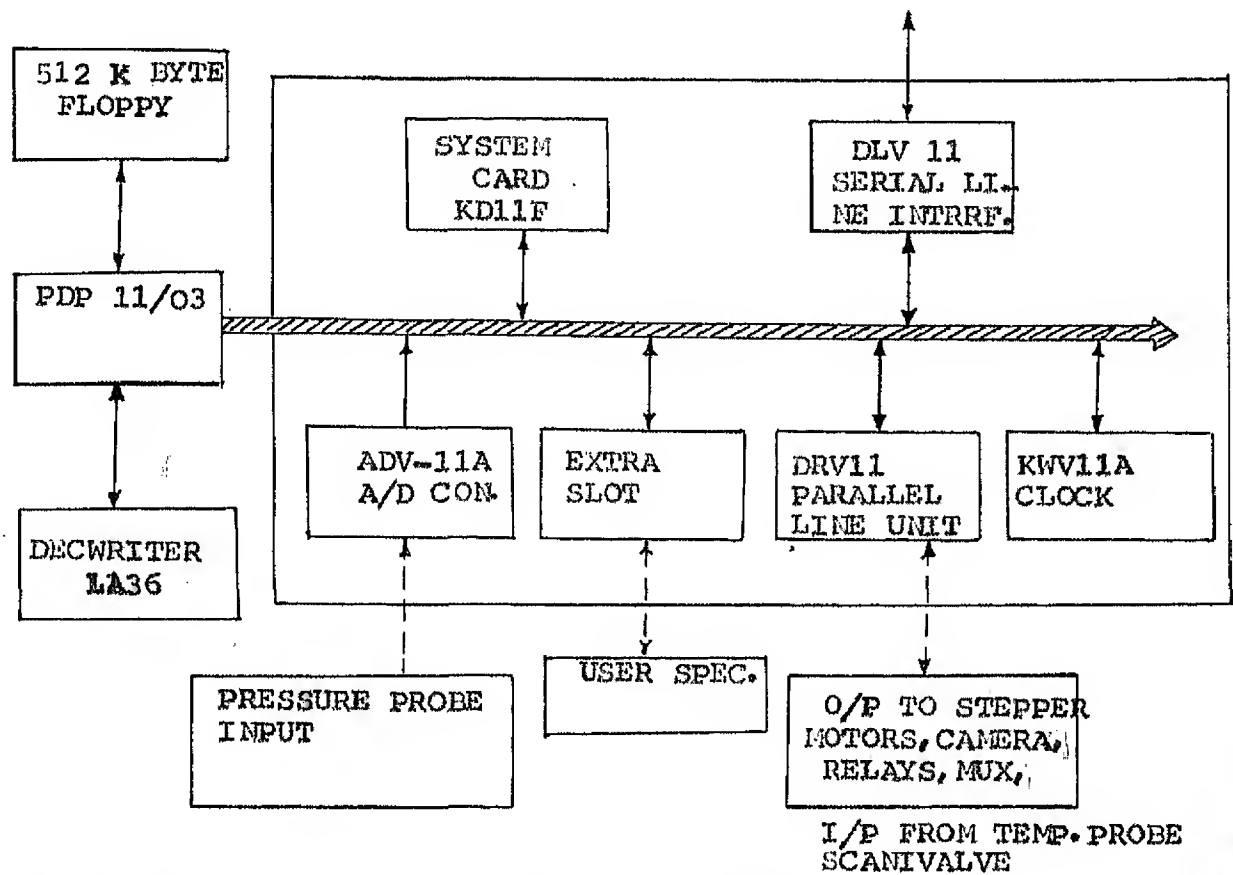 512 K BYTE
FLOPPY
SYSTEM
CARD
KD11F
DLV 11
SERIAL LI-
NE INTRRF.
PDP 11/03
ADV-11A
A/D CON.
EXTRA
SLOT
DRV11
PARALLEL
LINE UNIT
KWV11A
CLOCK
DECWRITER
LA36
PRESSURE PROBE
INPUT
USER SPEC.
O/P TO STEPPER
MOTORS, CAMERA,
RELAYS, MUX,
I/P FROM TEMP. PROBE
SCANIVALVE